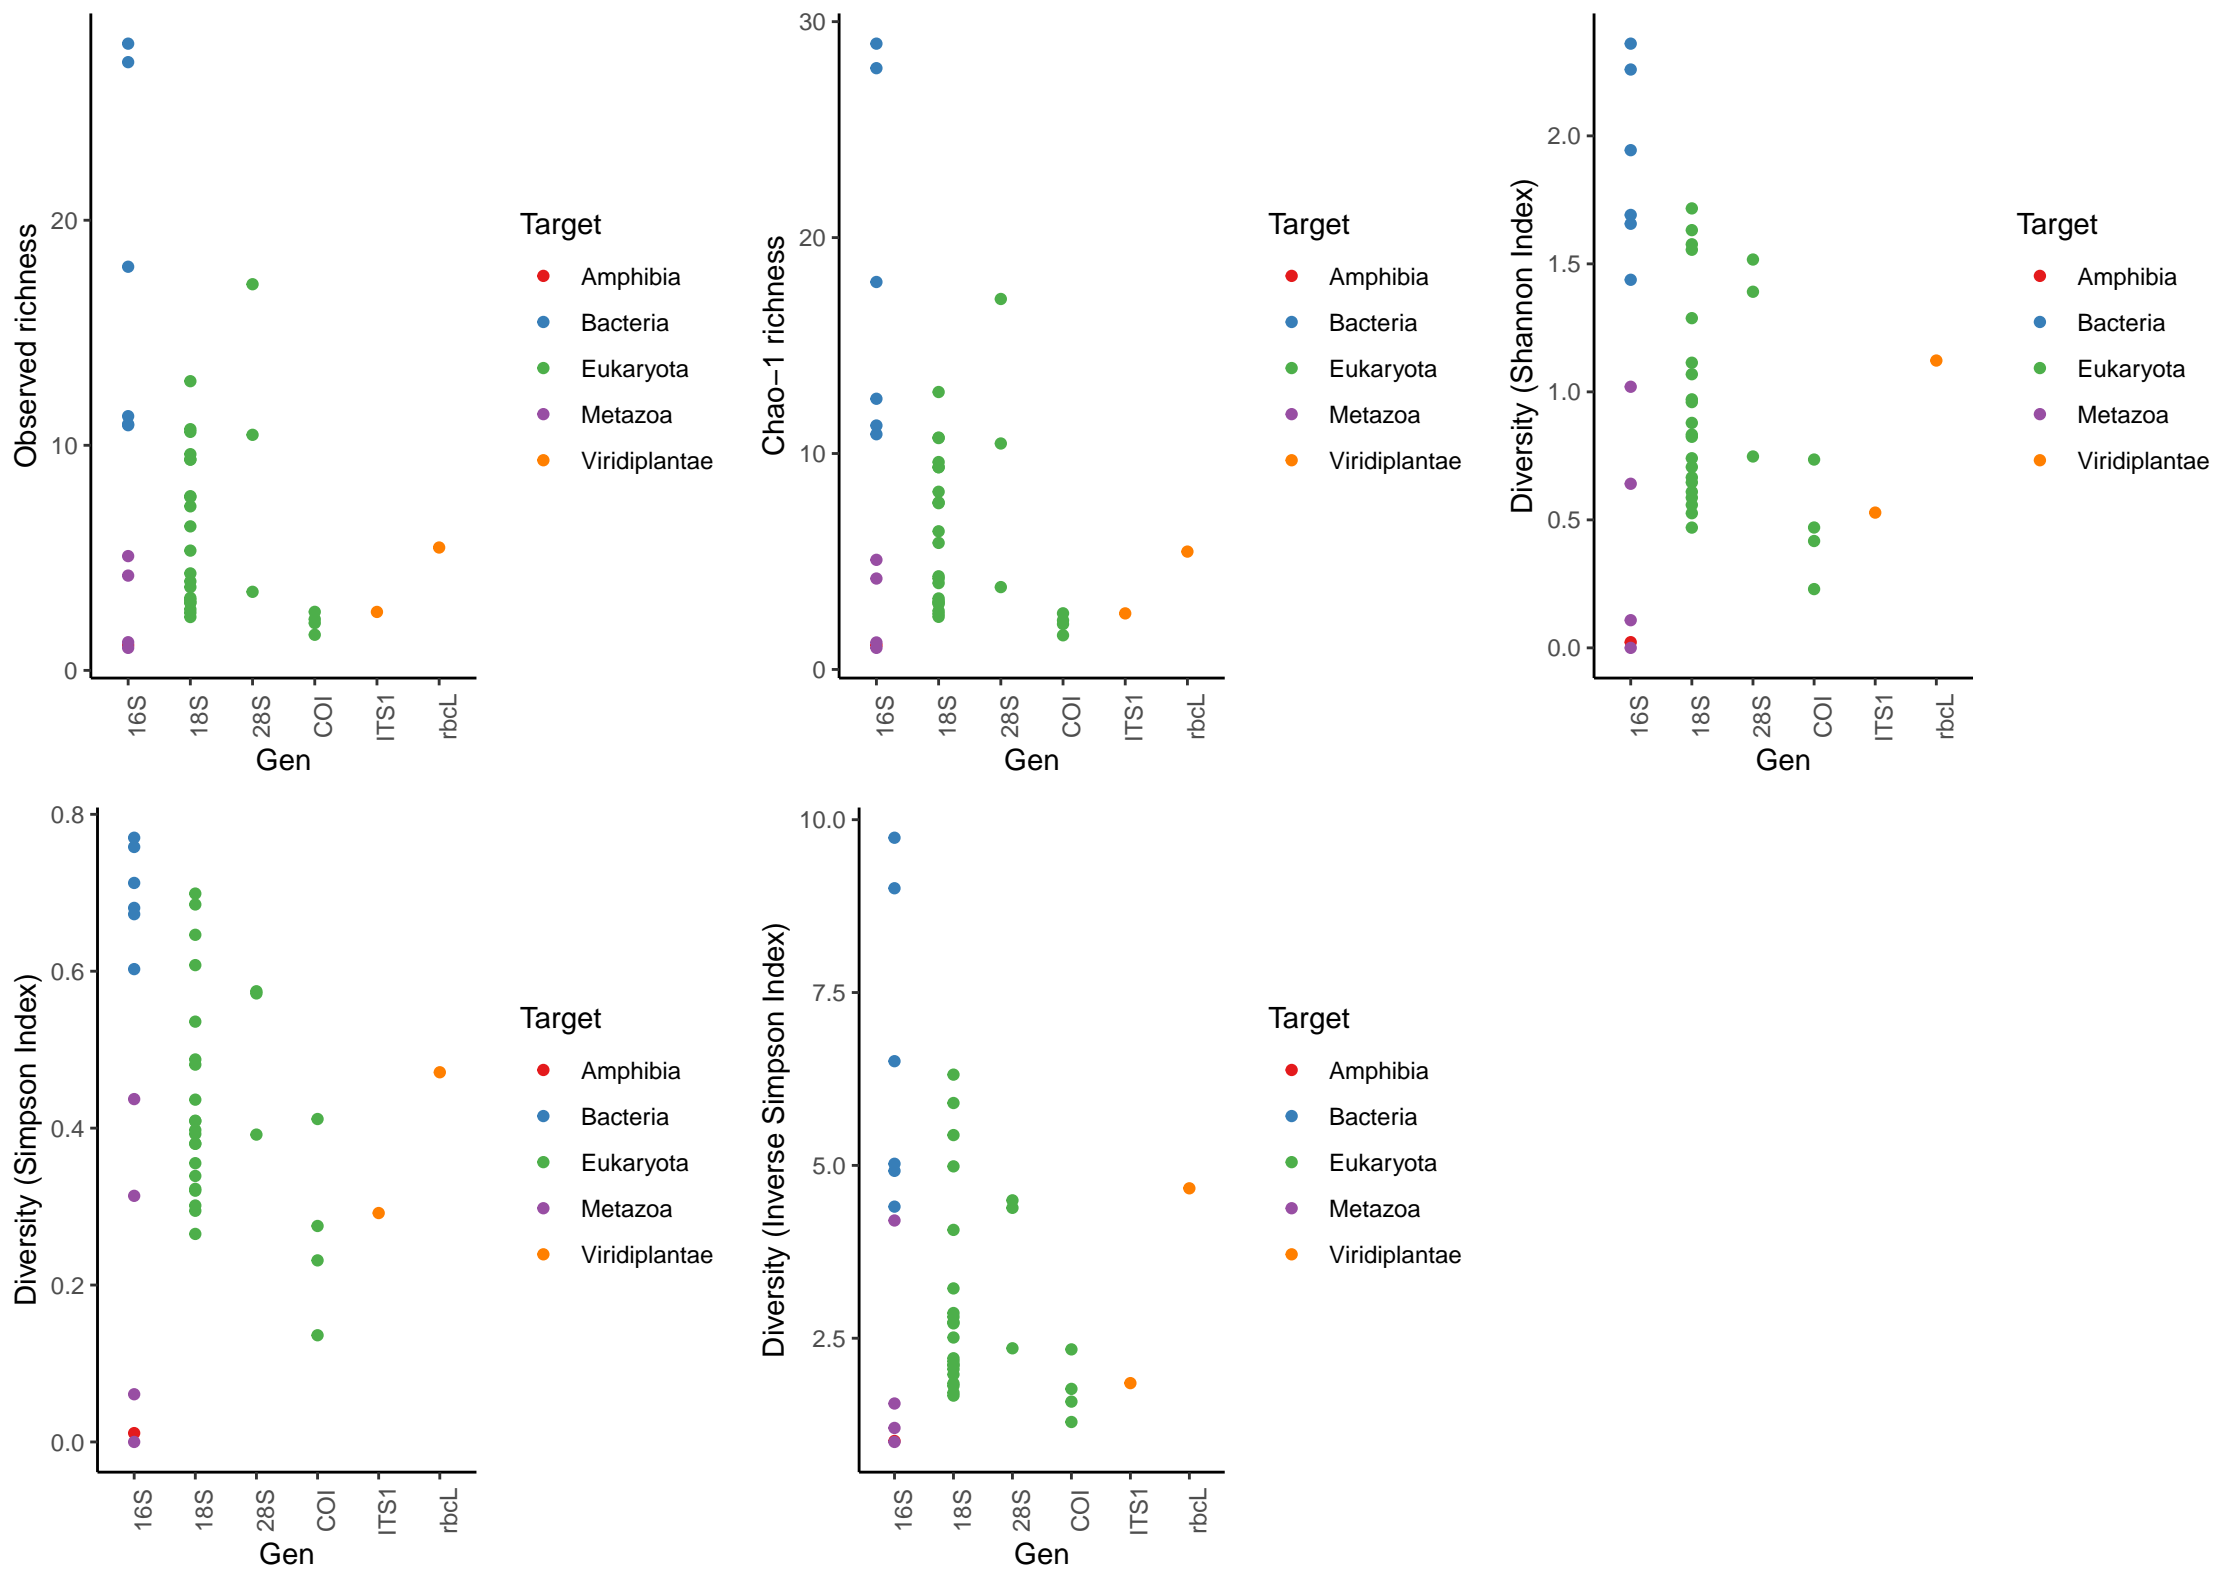 Observed richness
20
10
0
16S
18S
28S
COI
ITS1
rbcL
Gen
Target
Amphibia
Bacteria
Eukaryota
Metazoa
Viridiplantae
Chao−1 richness
30
20
10
0
16S
18S
28S
COI
ITS1
rbcL
Gen
Target
Amphibia
Bacteria
Eukaryota
Metazoa
Viridiplantae
Diversity (Shannon Index)
2.0
1.5
1.0
0.5
0.0
16S
18S
28S
COI
ITS1
rbcL
Gen
Target
Amphibia
Bacteria
Eukaryota
Metazoa
Viridiplantae
Diversity (Simpson Index)
0.8
0.6
0.4
0.2
0.0
16S
18S
28S
COI
ITS1
rbcL
Gen
Target
Amphibia
Bacteria
Eukaryota
Metazoa
Viridiplantae
Diversity (Inverse Simpson Index)
10.0
7.5
5.0
2.5
16S
18S
28S
COI
ITS1
rbcL
Gen
Target
Amphibia
Bacteria
Eukaryota
Metazoa
Viridiplantae